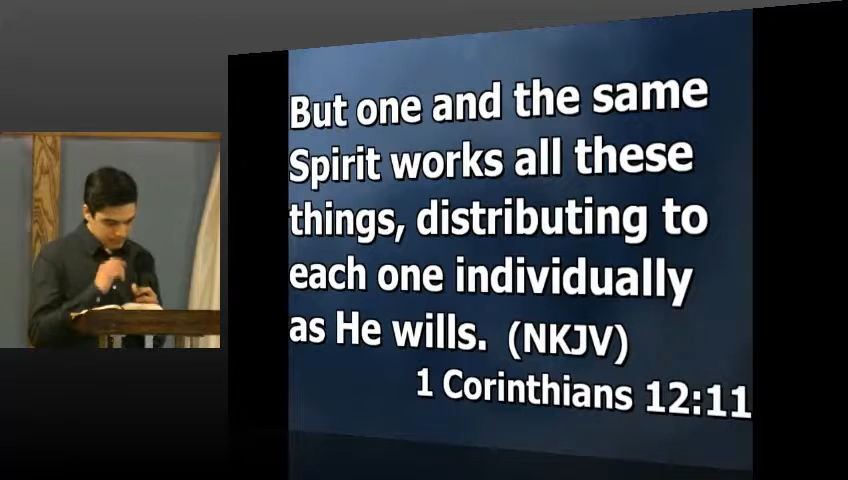 But one and the same
Spirit works all these
things, distributing to
each one individually
as He wills. (NKJV)
1 Corinthians 12:11